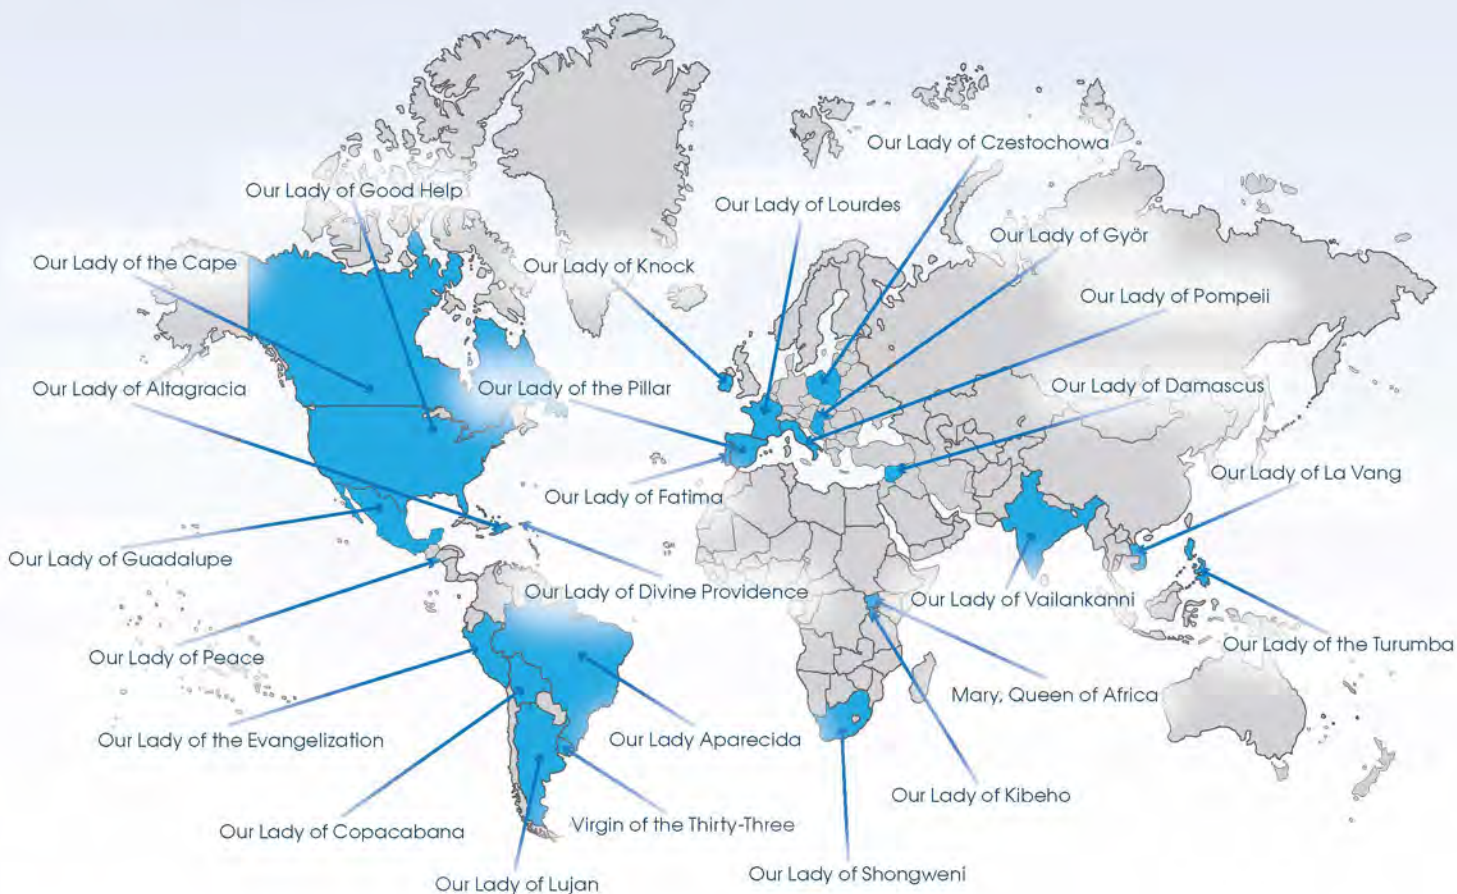 Our Lady of Czestochowa
Our Lady of Good Help
Our Lady of Lourdes
Our Lady of Györ
Our Lady of the Cape
Our Lady of Knock
Our Lady of Pompeii
Our Lady of Altagracia
Our Lady of the Pillar
Our Lady of Damascus
Our Lady of La Vang
Our Lady of Fatima
Our Lady of Guadalupe
Our Lady of Divine Providence
Our Lady of Vailankanni
Our Lady of Peace
Our Lady of the Turumba
Mary, Queen of Africa
Our Lady of the Evangelization
Our Lady Aparecida
Our Lady of Kibeho
Our Lady of Copacabana
Virgin of the Thirty-Three
Our Lady of Shongweni
Our Lady of Lujan